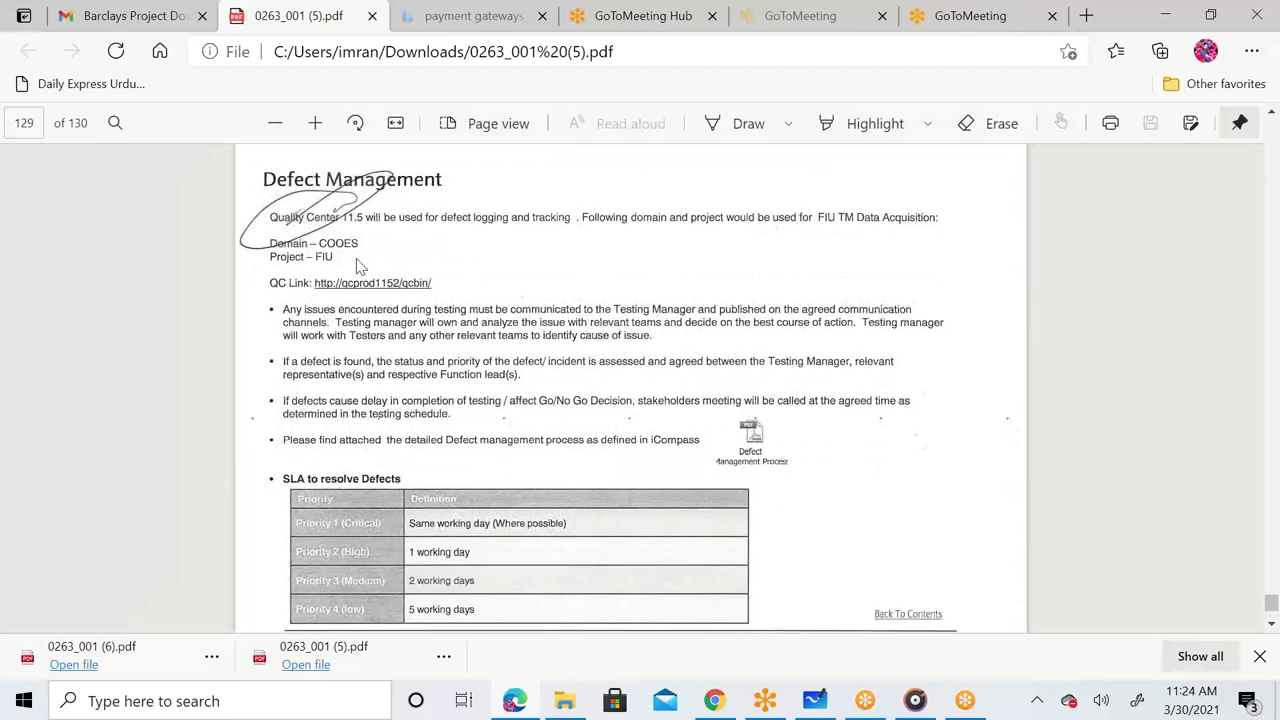 Barclays Project Do
0263_001 (5).pdf
payment gateways
GoToMeeting
GoToMeeting
GoToMeeting
File
C:/Users/imran/Downloads/0263_001%20(5).pdf
Daily Express Urdu...
Other favorites
129 of 130
Page view
Read aloud
Draw
Highlight
Erase
Defect Management
Quality Center 11.5 will be used for defect logging and tracking . Following domain and project would be used for FIU TM Data Acquisition:
Domain – COOES
Project – FIU
QC Link: http://qcprod1152/qcbin/
• Any issues encountered during testing must be communicated to the Testing Manager and published on the agreed communication
channels. Testing manager will own and analyze the issue with relevant teams and decide on the best course of action. Testing manager
will work with Testers and any other relevant teams to identify cause of issue.
• If a defect is found, the status and priority of the defect/ incident is assessed and agreed between the Testing Manager, relevant
representative(s) and respective Function lead(s).
• If defects cause delay in completion of testing / affect Go/No Go Decision, stakeholders meeting will be called at the agreed time as
determined in the testing schedule.
• Please find attached the detailed Defect management process as defined in iCompass
Defect
Management Process
• SLA to resolve Defects
Priority Definition
Priority 1 (Critical) Same working day (Where possible)
Priority 2 (High) 1 working day
Priority 3 (Medium) 2 working days
Priority 4 (low) 5 working days
Back To Contents
0263_001 (6).pdf
Open file
0263_001 (5).pdf
Open file
Show all
Type here to search
11:24 AM
3/30/2021
3